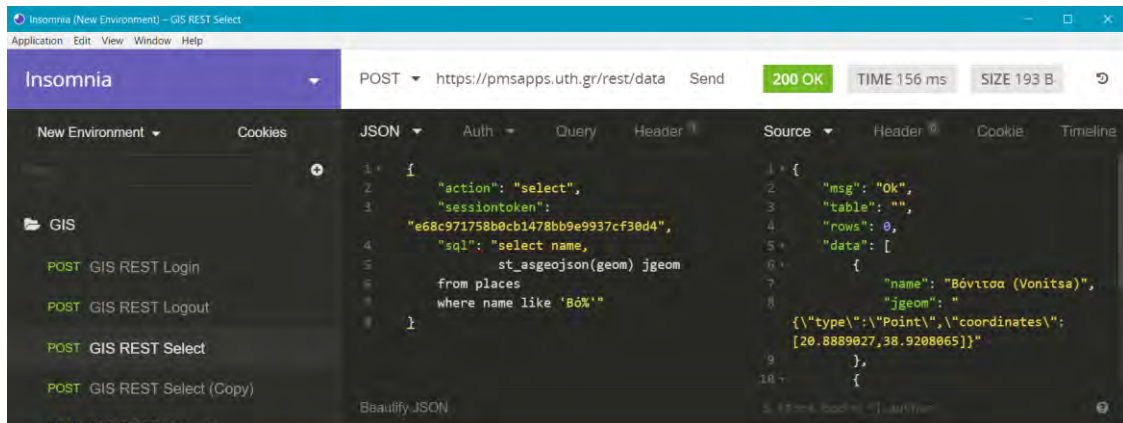 Insomnia (New Environment) – GIS REST Select
Application Edit View Window Help
Insomnia
POST https://pmsapps.uth.gr/rest/data Send
200 OK TIME 156 ms SIZE 193 B
New Environment Cookies
JSON Auth Query Header 1
Source Header 6 Cookie Timeline
GIS
POST GIS REST Login
POST GIS REST Logout
POST GIS REST Select
POST GIS REST Select (Copy)
1 {
2 "action": "select",
3 "sessiontoken":
"e68c971758b0cb1478bb9e9937cf30d4",
4 "sql": "select name,
5 st_asgeojson(geom) jgeom
6 from places
7 where name like 'Βό%'"
8 }
Beautify JSON
1 {
2 "msg": "Ok",
3 "table": "",
4 "rows": 0,
5 "data": [
6 {
7 "name": "Βόνιτσα (Vonitsa)",
8 "jgeom": "
{\"type\":\"Point\",\"coordinates\":
[20.8889027,38.9208065]}"
9 },
10 {